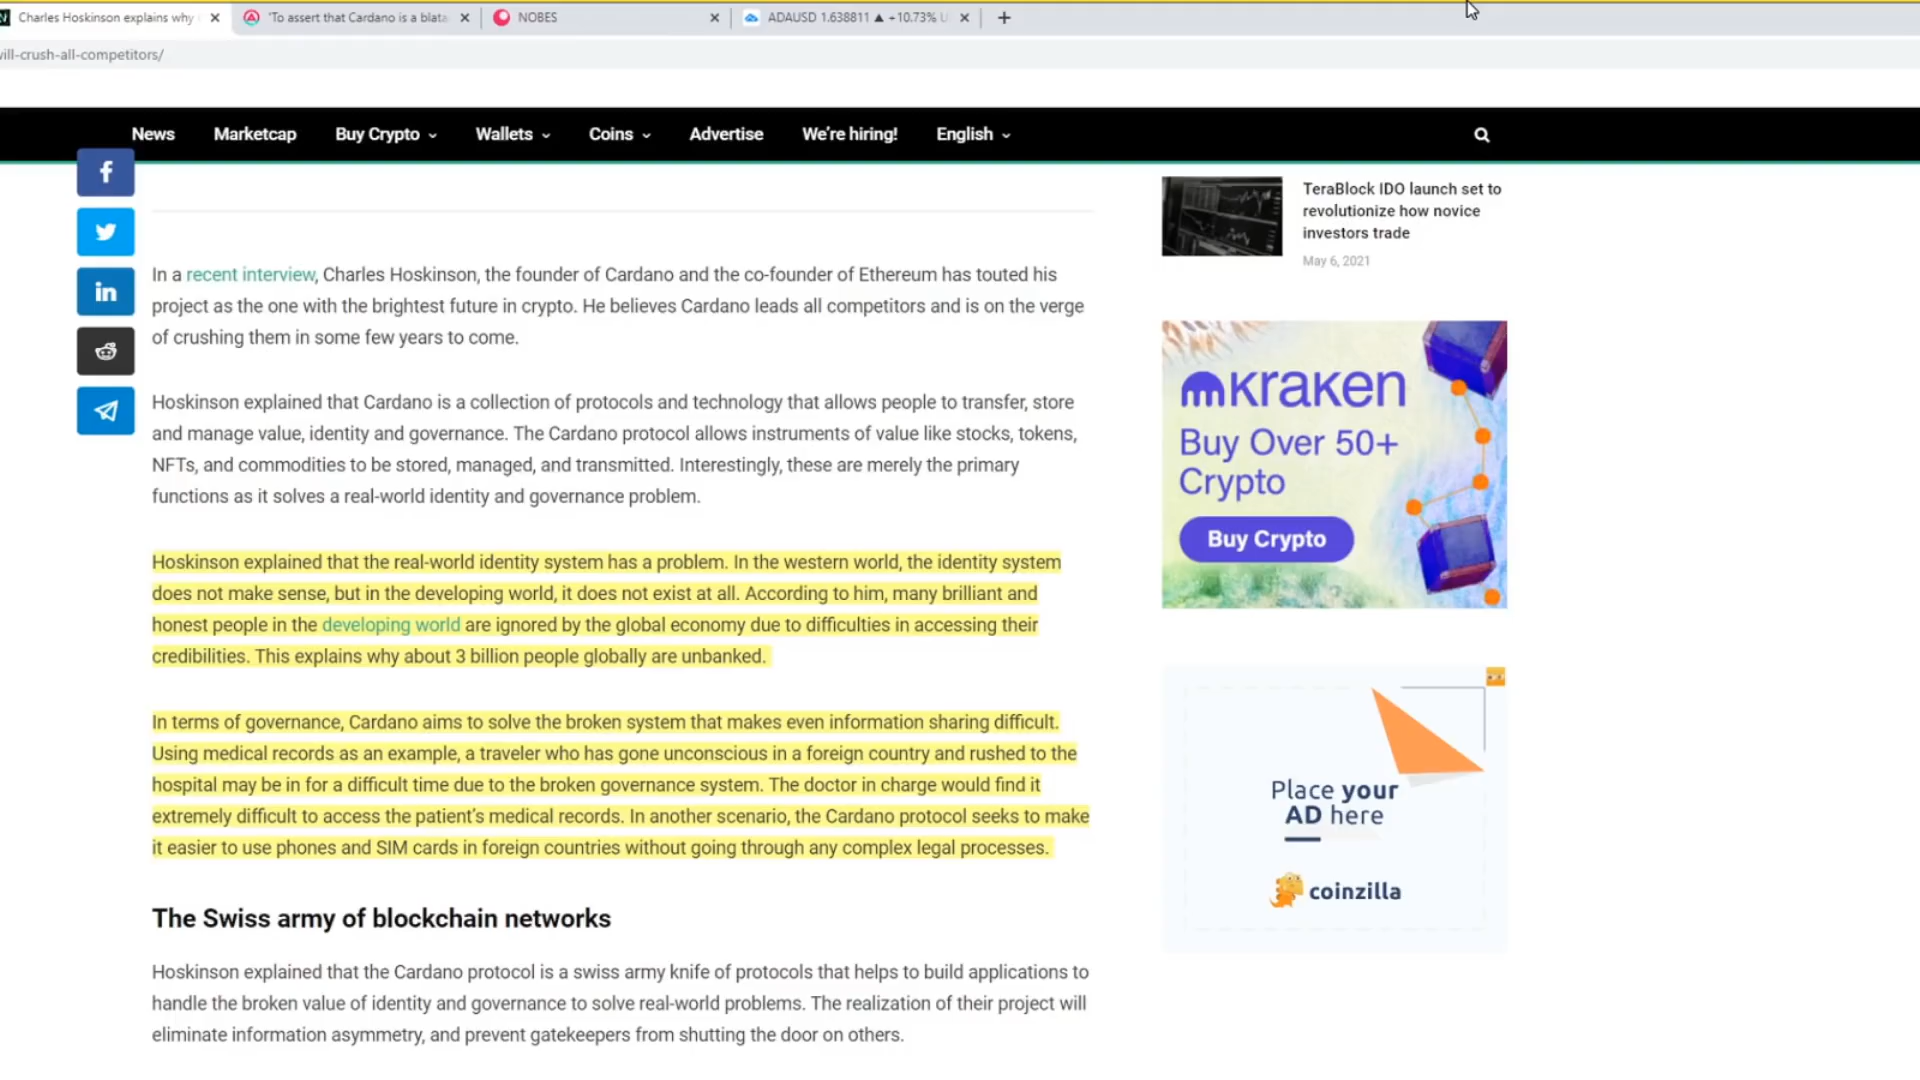 Charles Hoskinson explains why
'To assert that Cardano is a blata
NOBES
ADAUSD 1.638811 ▲ +10.73% U
will-crush-all-competitors/
News
Marketcap
Buy Crypto
Wallets
Coins
Advertise
We're hiring!
English
TeraBlock IDO launch set to
revolutionize how novice
investors trade
May 6, 2021
In a recent interview, Charles Hoskinson, the founder of Cardano and the co-founder of Ethereum has touted his
project as the one with the brightest future in crypto. He believes Cardano leads all competitors and is on the verge
of crushing them in some few years to come.
Hoskinson explained that Cardano is a collection of protocols and technology that allows people to transfer, store
and manage value, identity and governance. The Cardano protocol allows instruments of value like stocks, tokens,
NFTs, and commodities to be stored, managed, and transmitted. Interestingly, these are merely the primary
functions as it solves a real-world identity and governance problem.
Hoskinson explained that the real-world identity system has a problem. In the western world, the identity system
does not make sense, but in the developing world, it does not exist at all. According to him, many brilliant and
honest people in the developing world are ignored by the global economy due to difficulties in accessing their
credibilities. This explains why about 3 billion people globally are unbanked.
In terms of governance, Cardano aims to solve the broken system that makes even information sharing difficult.
Using medical records as an example, a traveler who has gone unconscious in a foreign country and rushed to the
hospital may be in for a difficult time due to the broken governance system. The doctor in charge would find it
extremely difficult to access the patient's medical records. In another scenario, the Cardano protocol seeks to make
it easier to use phones and SIM cards in foreign countries without going through any complex legal processes.
The Swiss army of blockchain networks
Hoskinson explained that the Cardano protocol is a swiss army knife of protocols that helps to build applications to
handle the broken value of identity and governance to solve real-world problems. The realization of their project will
eliminate information asymmetry, and prevent gatekeepers from shutting the door on others.
kraken
Buy Over 50+
Crypto
Buy Crypto
Place your
AD here
coinzilla